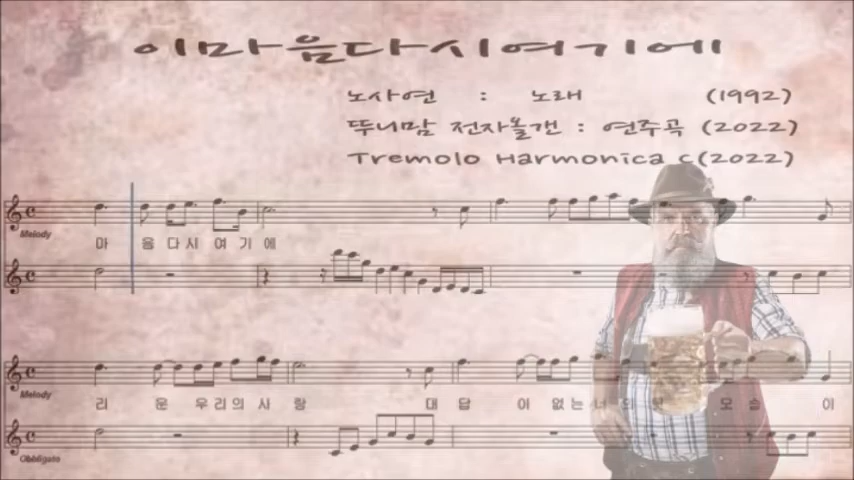 이마음다시여기에
노사연 : 노래 (1992)
뚜니맘 전자올갠 : 연주곡 (2022)
Tremolo Harmonica C(2022)
Melody
마 음 다시 여 기 에
Melody
리 운 우리의 사 랑 대 답 이 없는 너의 모습 이
Obbligato